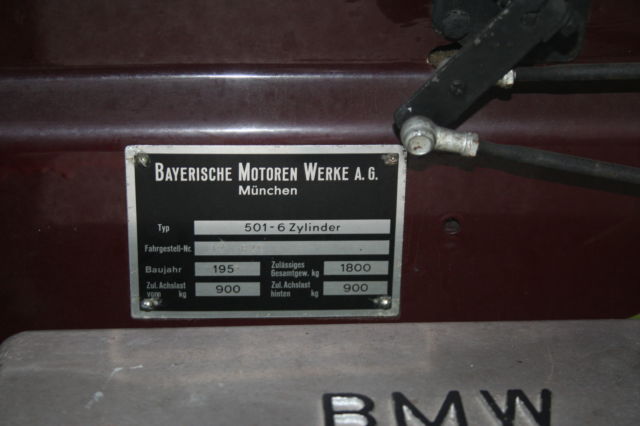 BAYERISCHE MOTOREN WERKE A. G.
München
Typ 501-6 Zylinder
Fahrgestell-Nr.
Baujahr 195 Zulässiges Gesamtgew. kg 1800
Zul. Achslast vorn kg 900 Zul. Achslast hinten kg 900
BMW